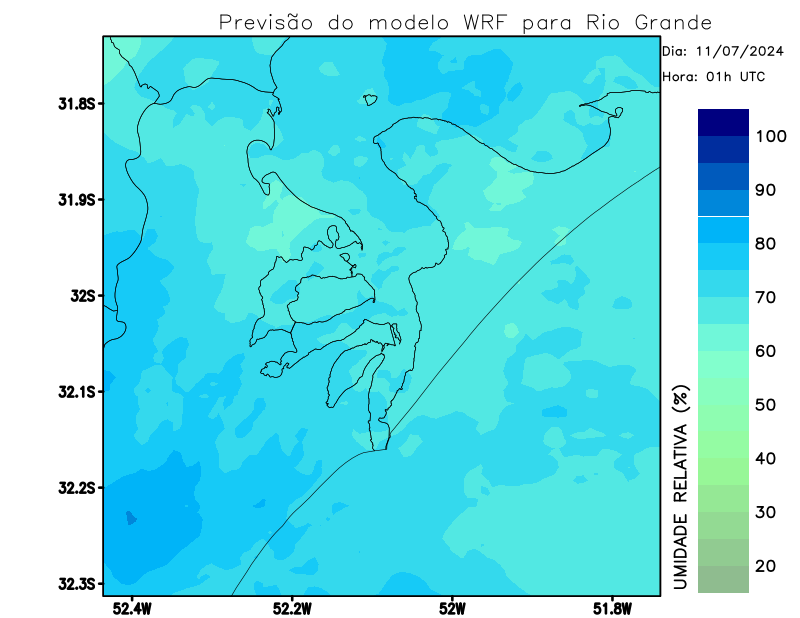 Previsão do modelo WRF para Rio Grande
Dia: 11/07/2024
Hora: 01h UTC
31.8S
31.9S
32S
32.1S
32.2S
32.3S
52.4W
52.2W
52W
51.8W
100
90
80
70
60
50
40
30
20
UMIDADE RELATIVA (%)